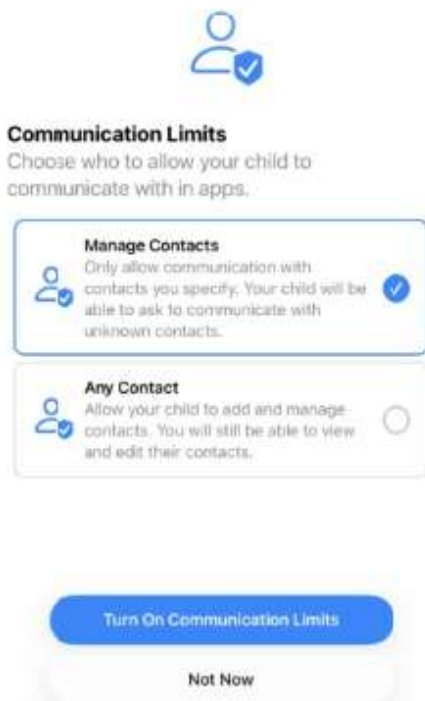 Communication Limits
Choose who to allow your child to
communicate with in apps.
Manage Contacts
Only allow communication with
contacts you specify. Your child will be
able to ask to communicate with
unknown contacts.
Any Contact
Allow your child to add and manage
contacts. You will still be able to view
and edit their contacts.
Turn On Communication Limits
Not Now